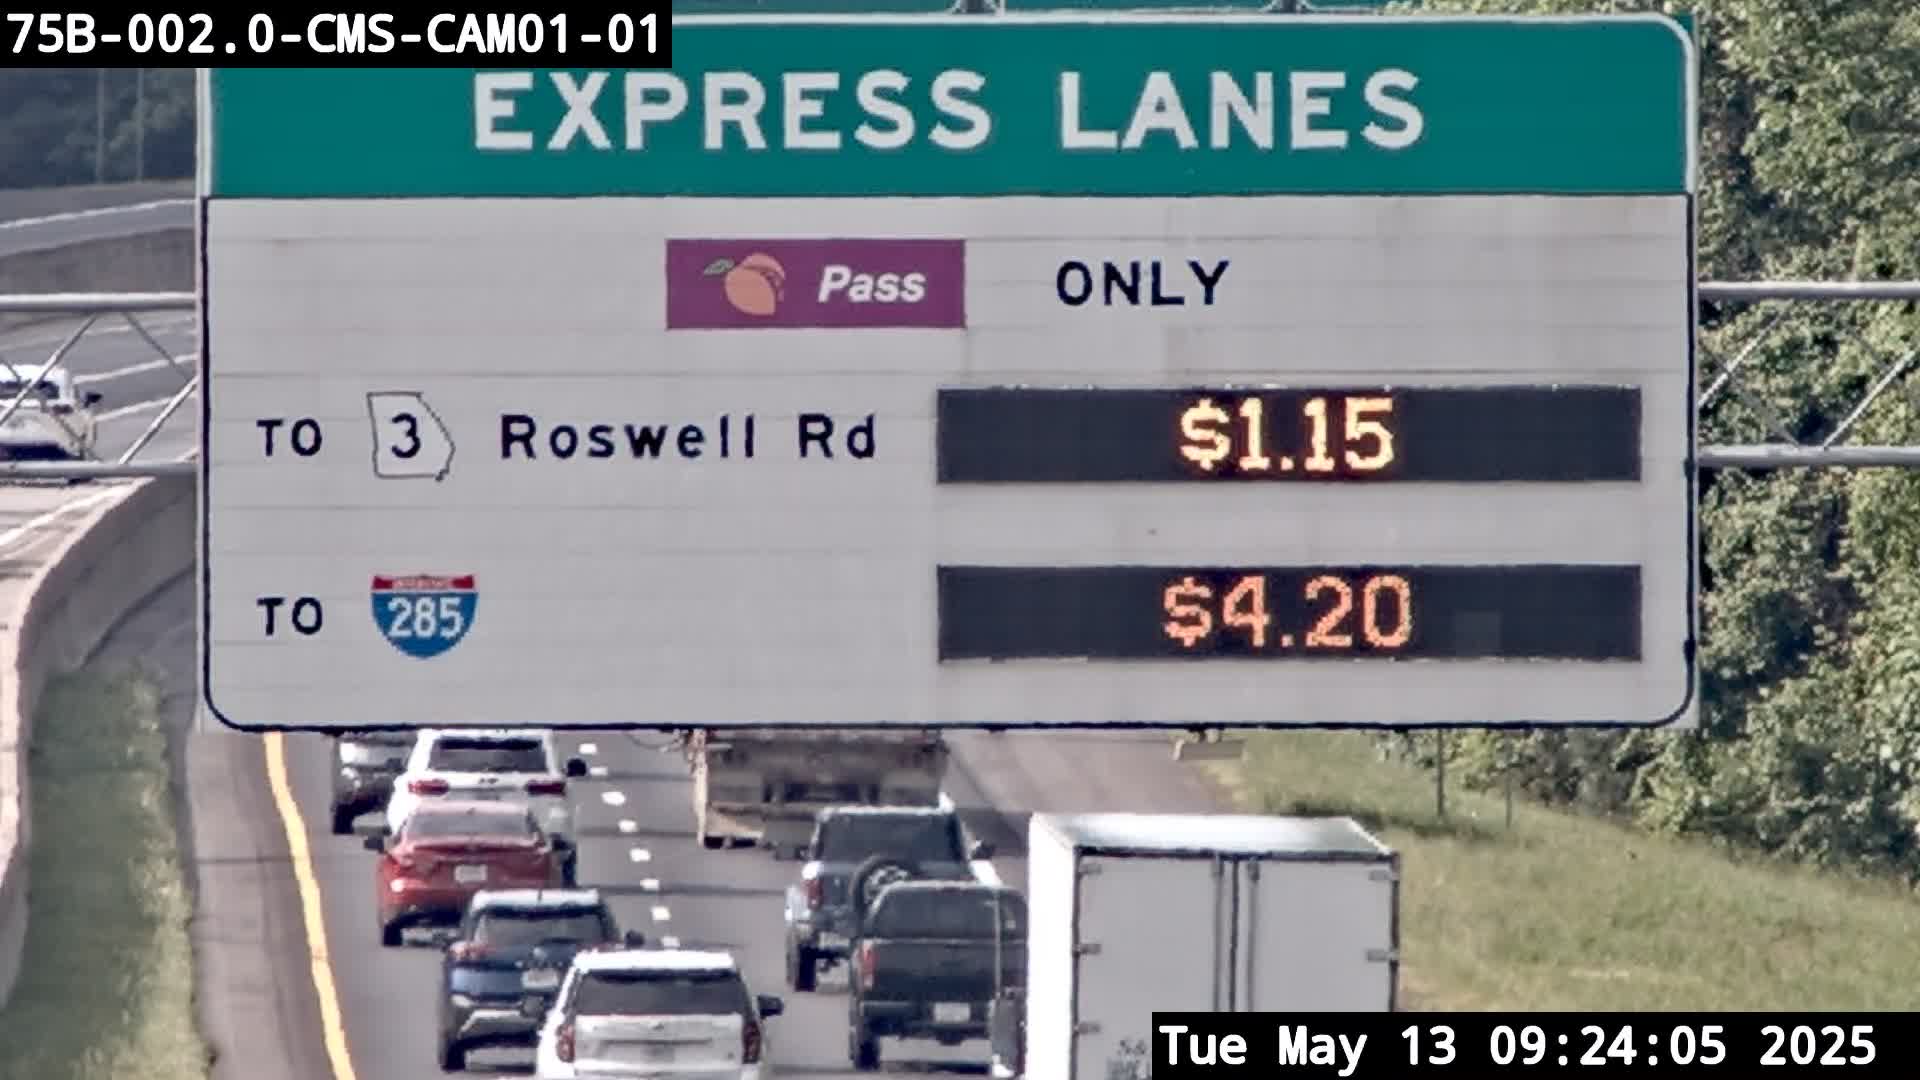 75B-002.0-CMS-CAM01-01
EXPRESS LANES
Pass ONLY
TO 3 Roswell Rd $1.15
TO 285 $4.20
Tue May 13 09:24:05 2025